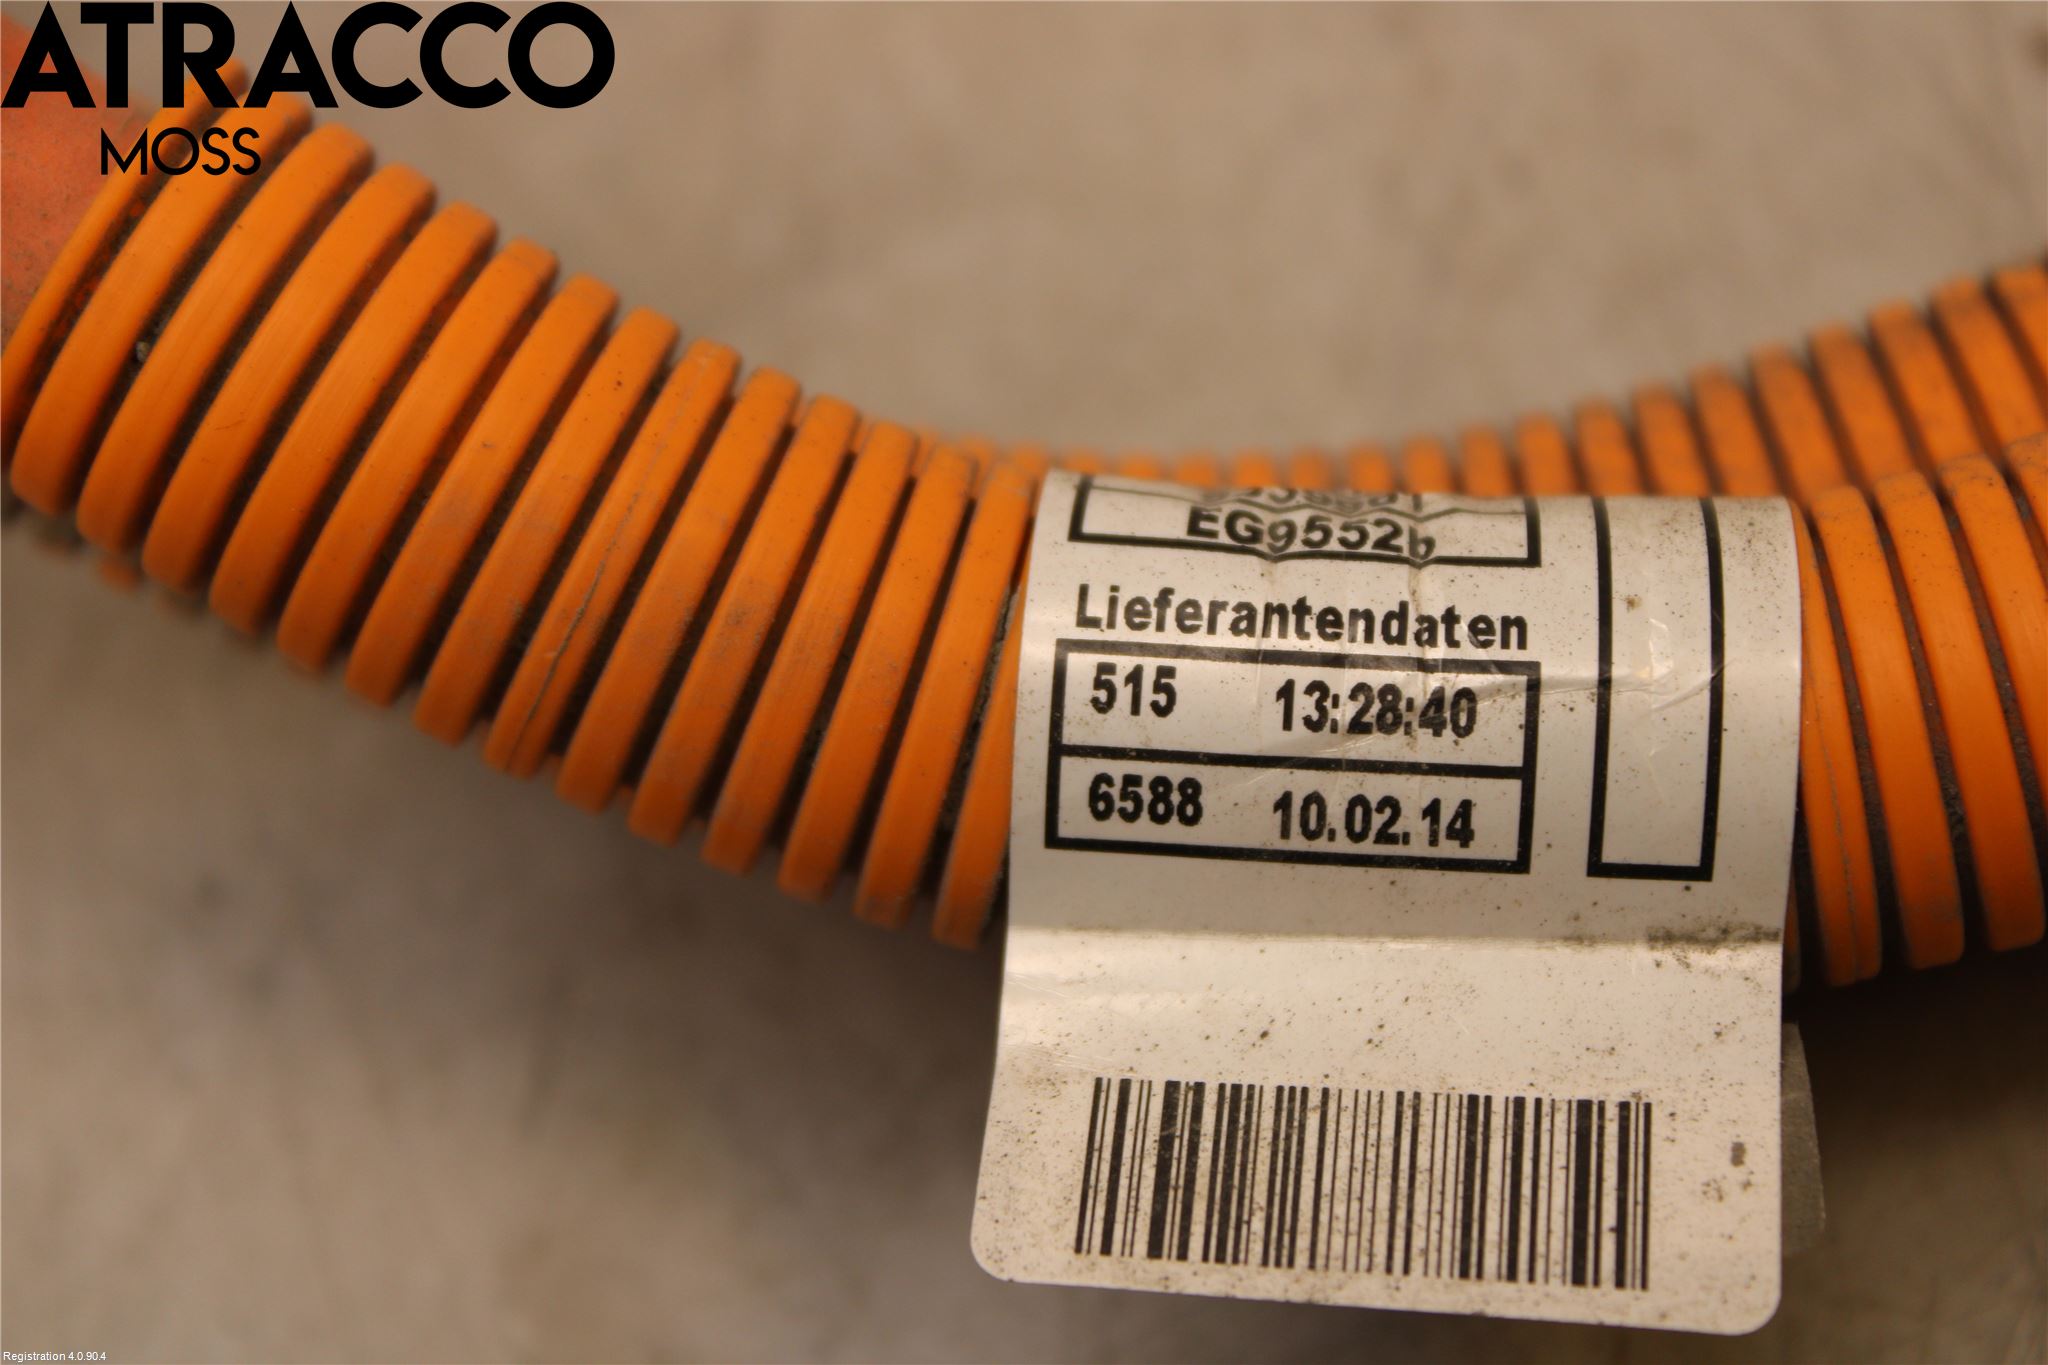 ATRACCO
MOSS
EG9552b
Lieferantendaten
515 13:28:40
6588 10.02.14
Registration 4.0.90.4